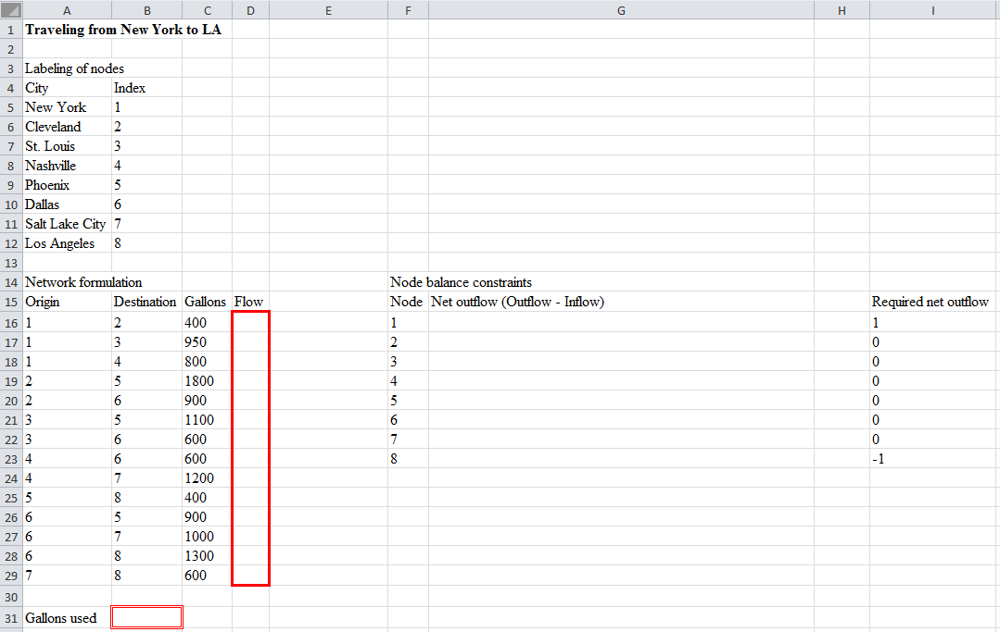 A B C D E F G H I
1 Traveling from New York to LA
2
3 Labeling of nodes
4 City Index
5 New York 1
6 Cleveland 2
7 St. Louis 3
8 Nashville 4
9 Phoenix 5
10 Dallas 6
11 Salt Lake City 7
12 Los Angeles 8
13
14 Network formulation Node balance constraints
15 Origin Destination Gallons Flow Node Net outflow (Outflow - Inflow) Required net outflow
16 1 2 400 1 1
17 1 3 950 2 0
18 1 4 800 3 0
19 2 5 1800 4 0
20 2 6 900 5 0
21 3 5 1100 6 0
22 3 6 600 7 0
23 4 6 600 8 -1
24 4 7 1200
25 5 8 400
26 6 5 900
27 6 7 1000
28 6 8 1300
29 7 8 600
30
31 Gallons used